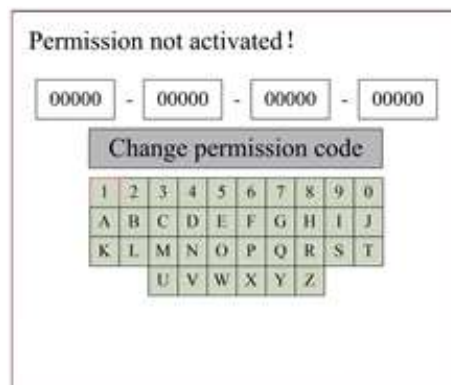 Permission not activated!
00000 - 00000 - 00000 - 00000
Change permission code
1 2 3 4 5 6 7 8 9 0
A B C D E F G H I J
K L M N O P Q R S T
U V W X Y Z